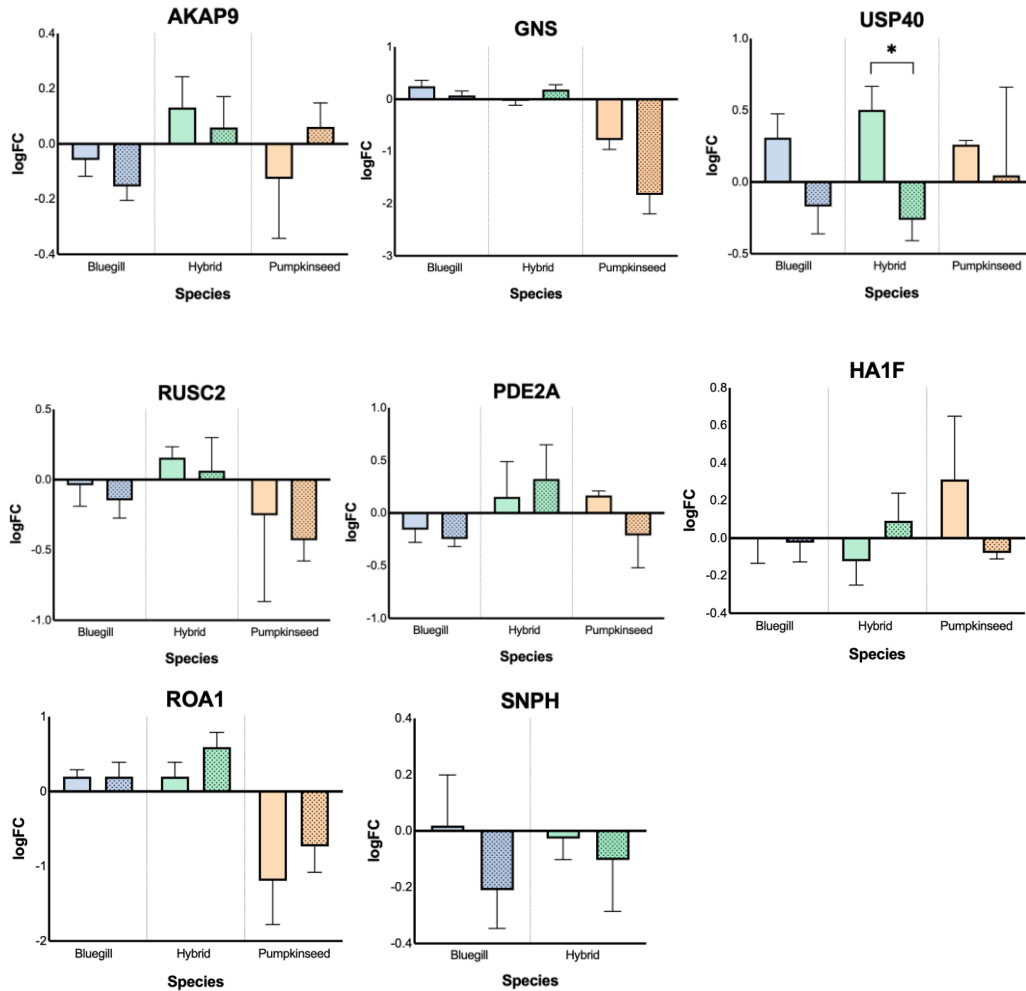 AKAP9
0.4
0.2
0.0
-0.2
-0.4
logFC
Bluegill Hybrid Pumpkinseed
Species
GNS
1
0
-1
-2
-3
logFC
Bluegill Hybrid Pumpkinseed
Species
USP40
*
1.0
0.5
0.0
-0.5
logFC
Bluegill Hybrid Pumpkinseed
Species
RUSC2
0.5
0.0
-0.5
-1.0
logFC
Bluegill Hybrid Pumpkinseed
Species
PDE2A
1.0
0.5
0.0
-0.5
-1.0
logFC
Bluegill Hybrid Pumpkinseed
Species
HA1F
0.8
0.6
0.4
0.2
0.0
-0.2
-0.4
logFC
Bluegill Hybrid Pumpkinseed
Species
ROA1
1
0
-1
-2
logFC
Bluegill Hybrid Pumpkinseed
Species
SNPH
0.4
0.2
0.0
-0.2
-0.4
logFC
Bluegill Hybrid
Species